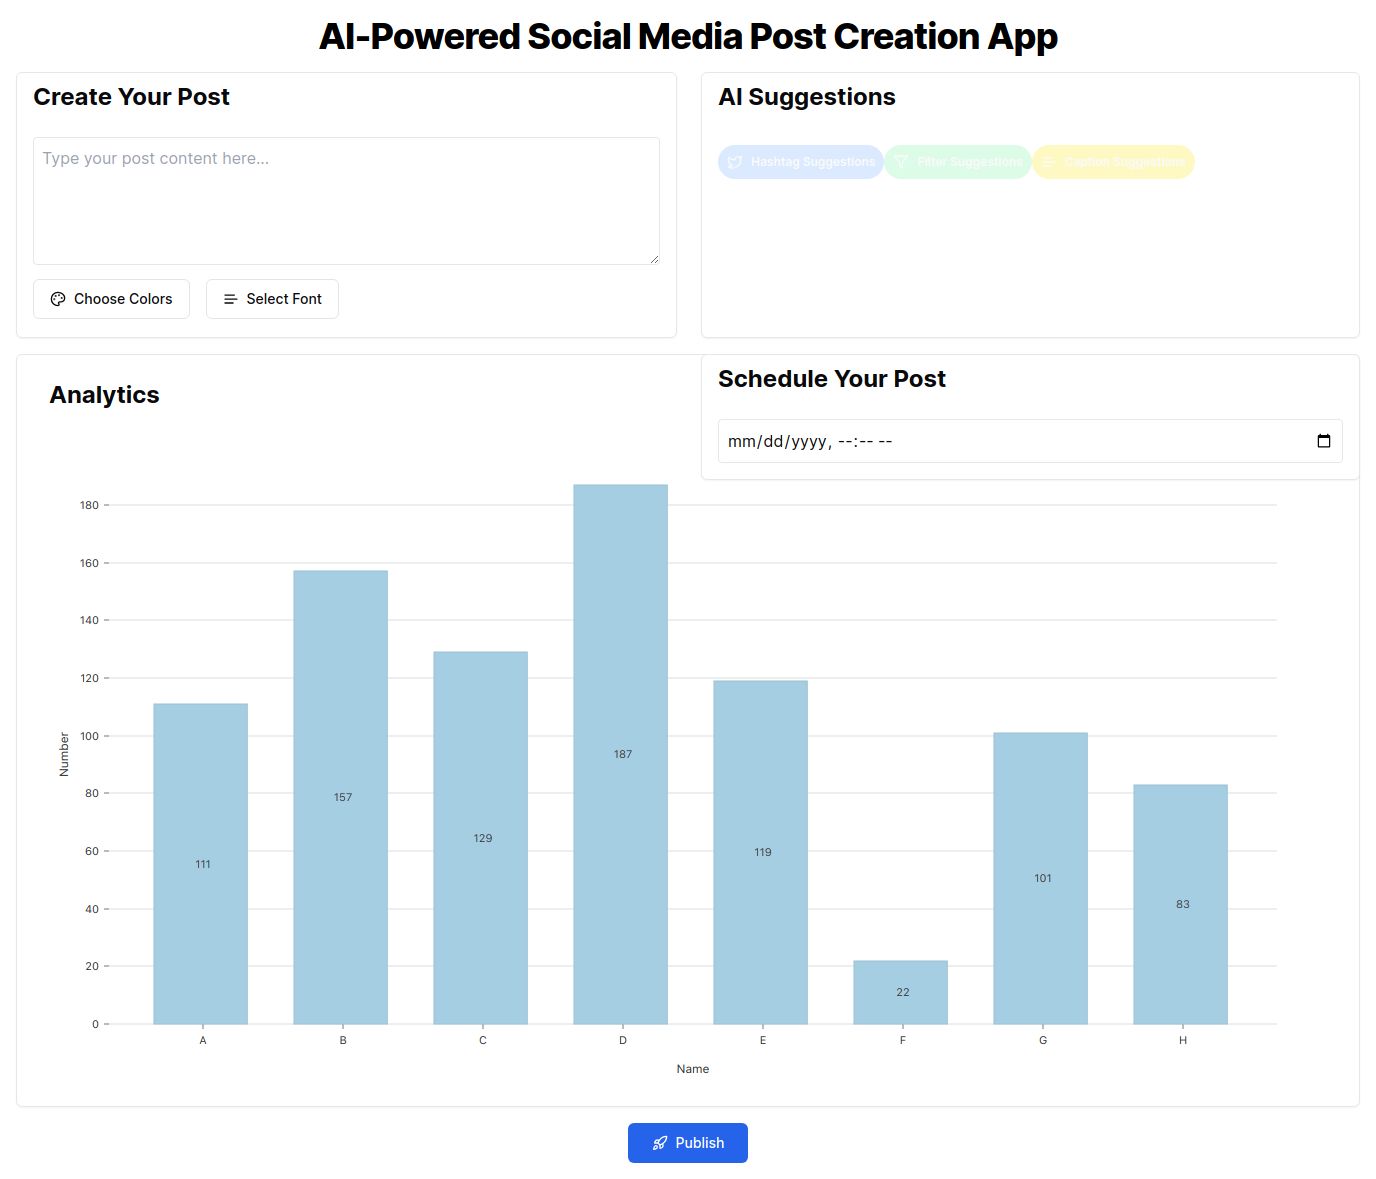 AI-Powered Social Media Post Creation App
Create Your Post
Type your post content here...
Choose Colors
Select Font
AI Suggestions
Hashtag Suggestions
Filter Suggestions
Caption Suggestions
Analytics
Schedule Your Post
mm/dd/yyyy, --:-- --
Number
180
160
140
120
100
80
60
40
20
0
111
157
129
187
119
22
101
83
A
B
C
D
E
F
G
H
Name
Publish